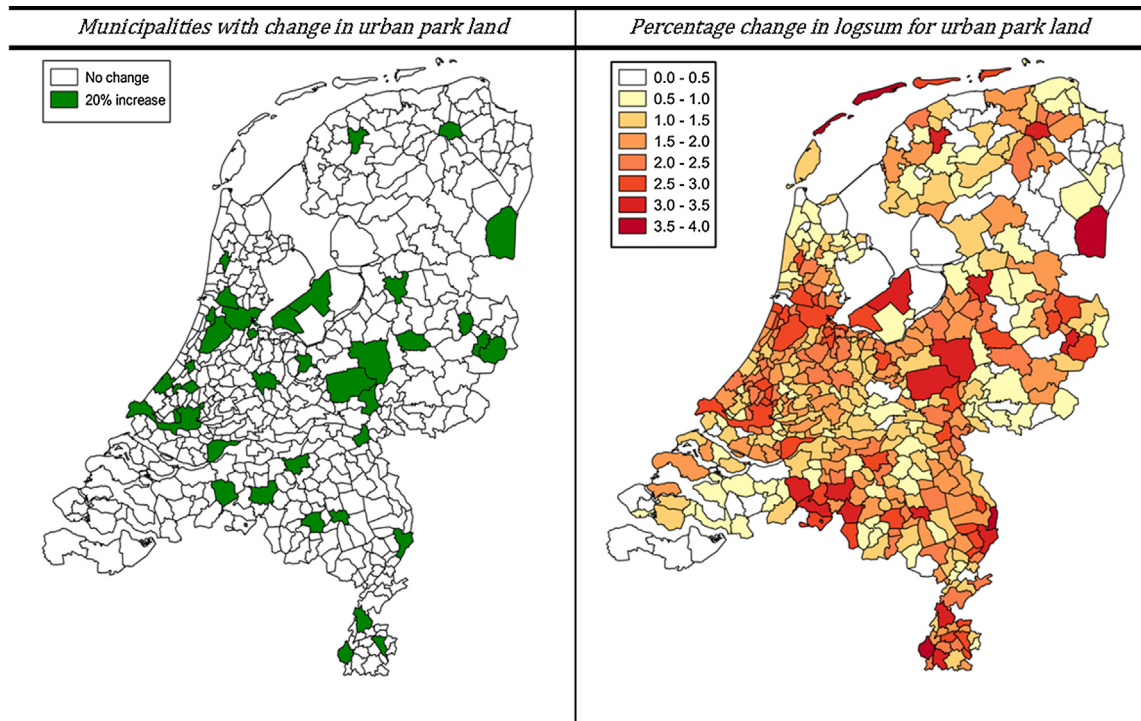 Municipalities with change in urban park land
Percentage change in logsum for urban park land
No change
20% increase
0.0 - 0.5
0.5 - 1.0
1.0 - 1.5
1.5 - 2.0
2.0 - 2.5
2.5 - 3.0
3.0 - 3.5
3.5 - 4.0